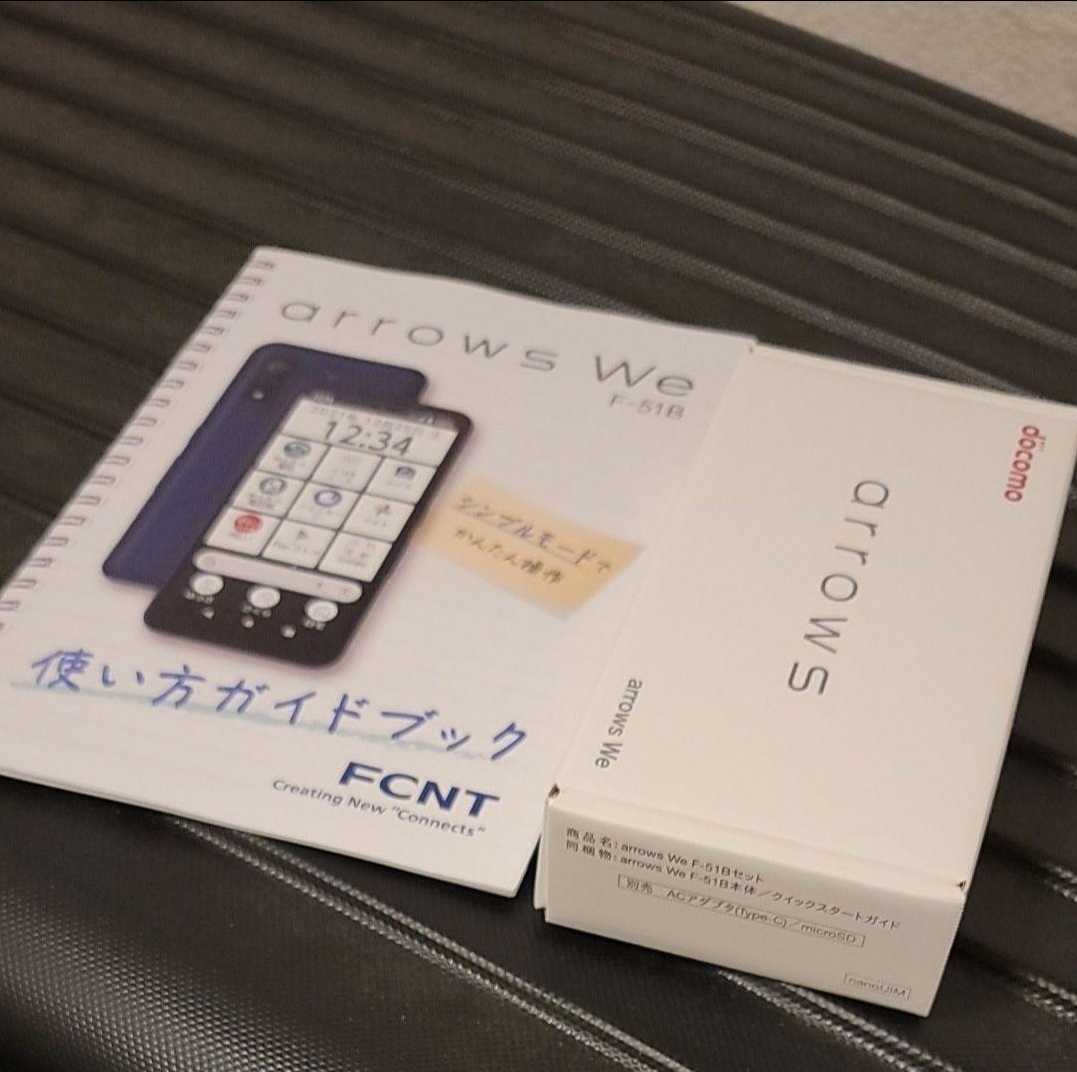 arrows We
F-51B
12:34
シンプルモードで
かんたん操作
使い方ガイドブック
FCNT
Creating New "Connects"
docomo
arrows
arrows We
商品名：arrows We F-51Bセット
同梱物：arrows We F-51B本体／クイックスタートガイド
別売 ACアダプタ(Type-C)／microSD
nanoUIM